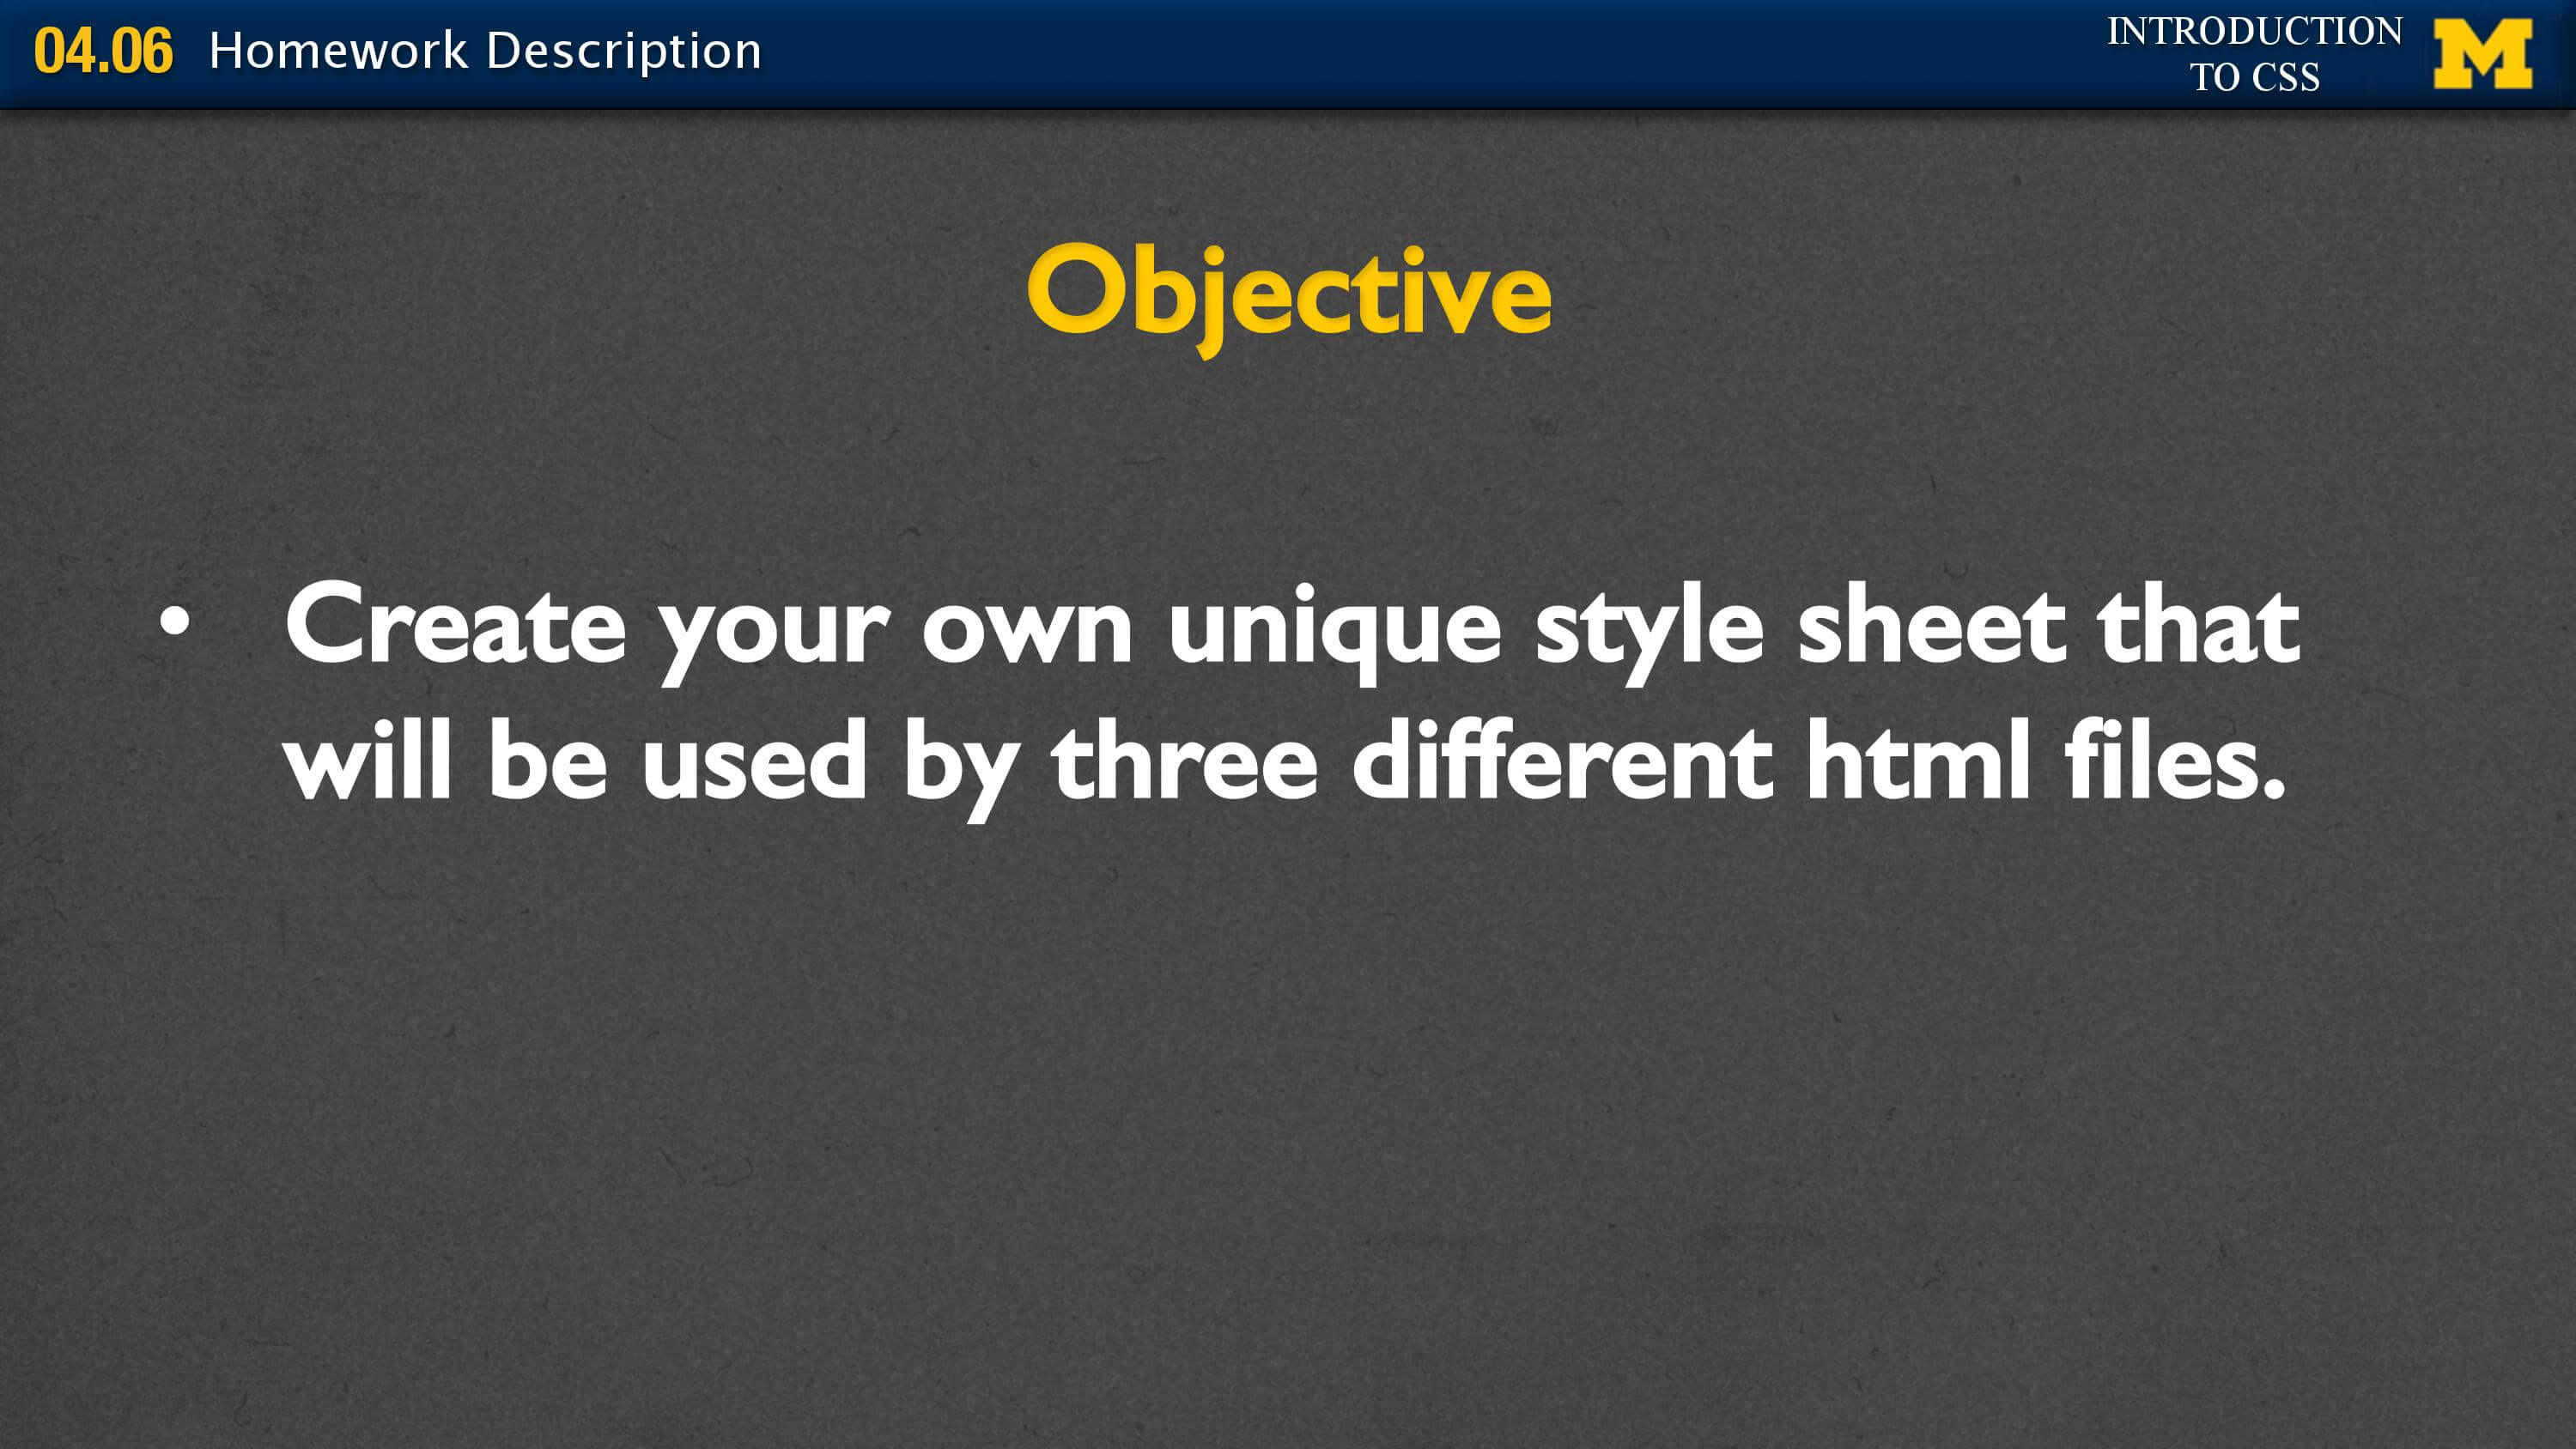 04.06 Homework Description
INTRODUCTION
TO CSS
M
Objective
• Create your own unique style sheet that
will be used by three different html files.